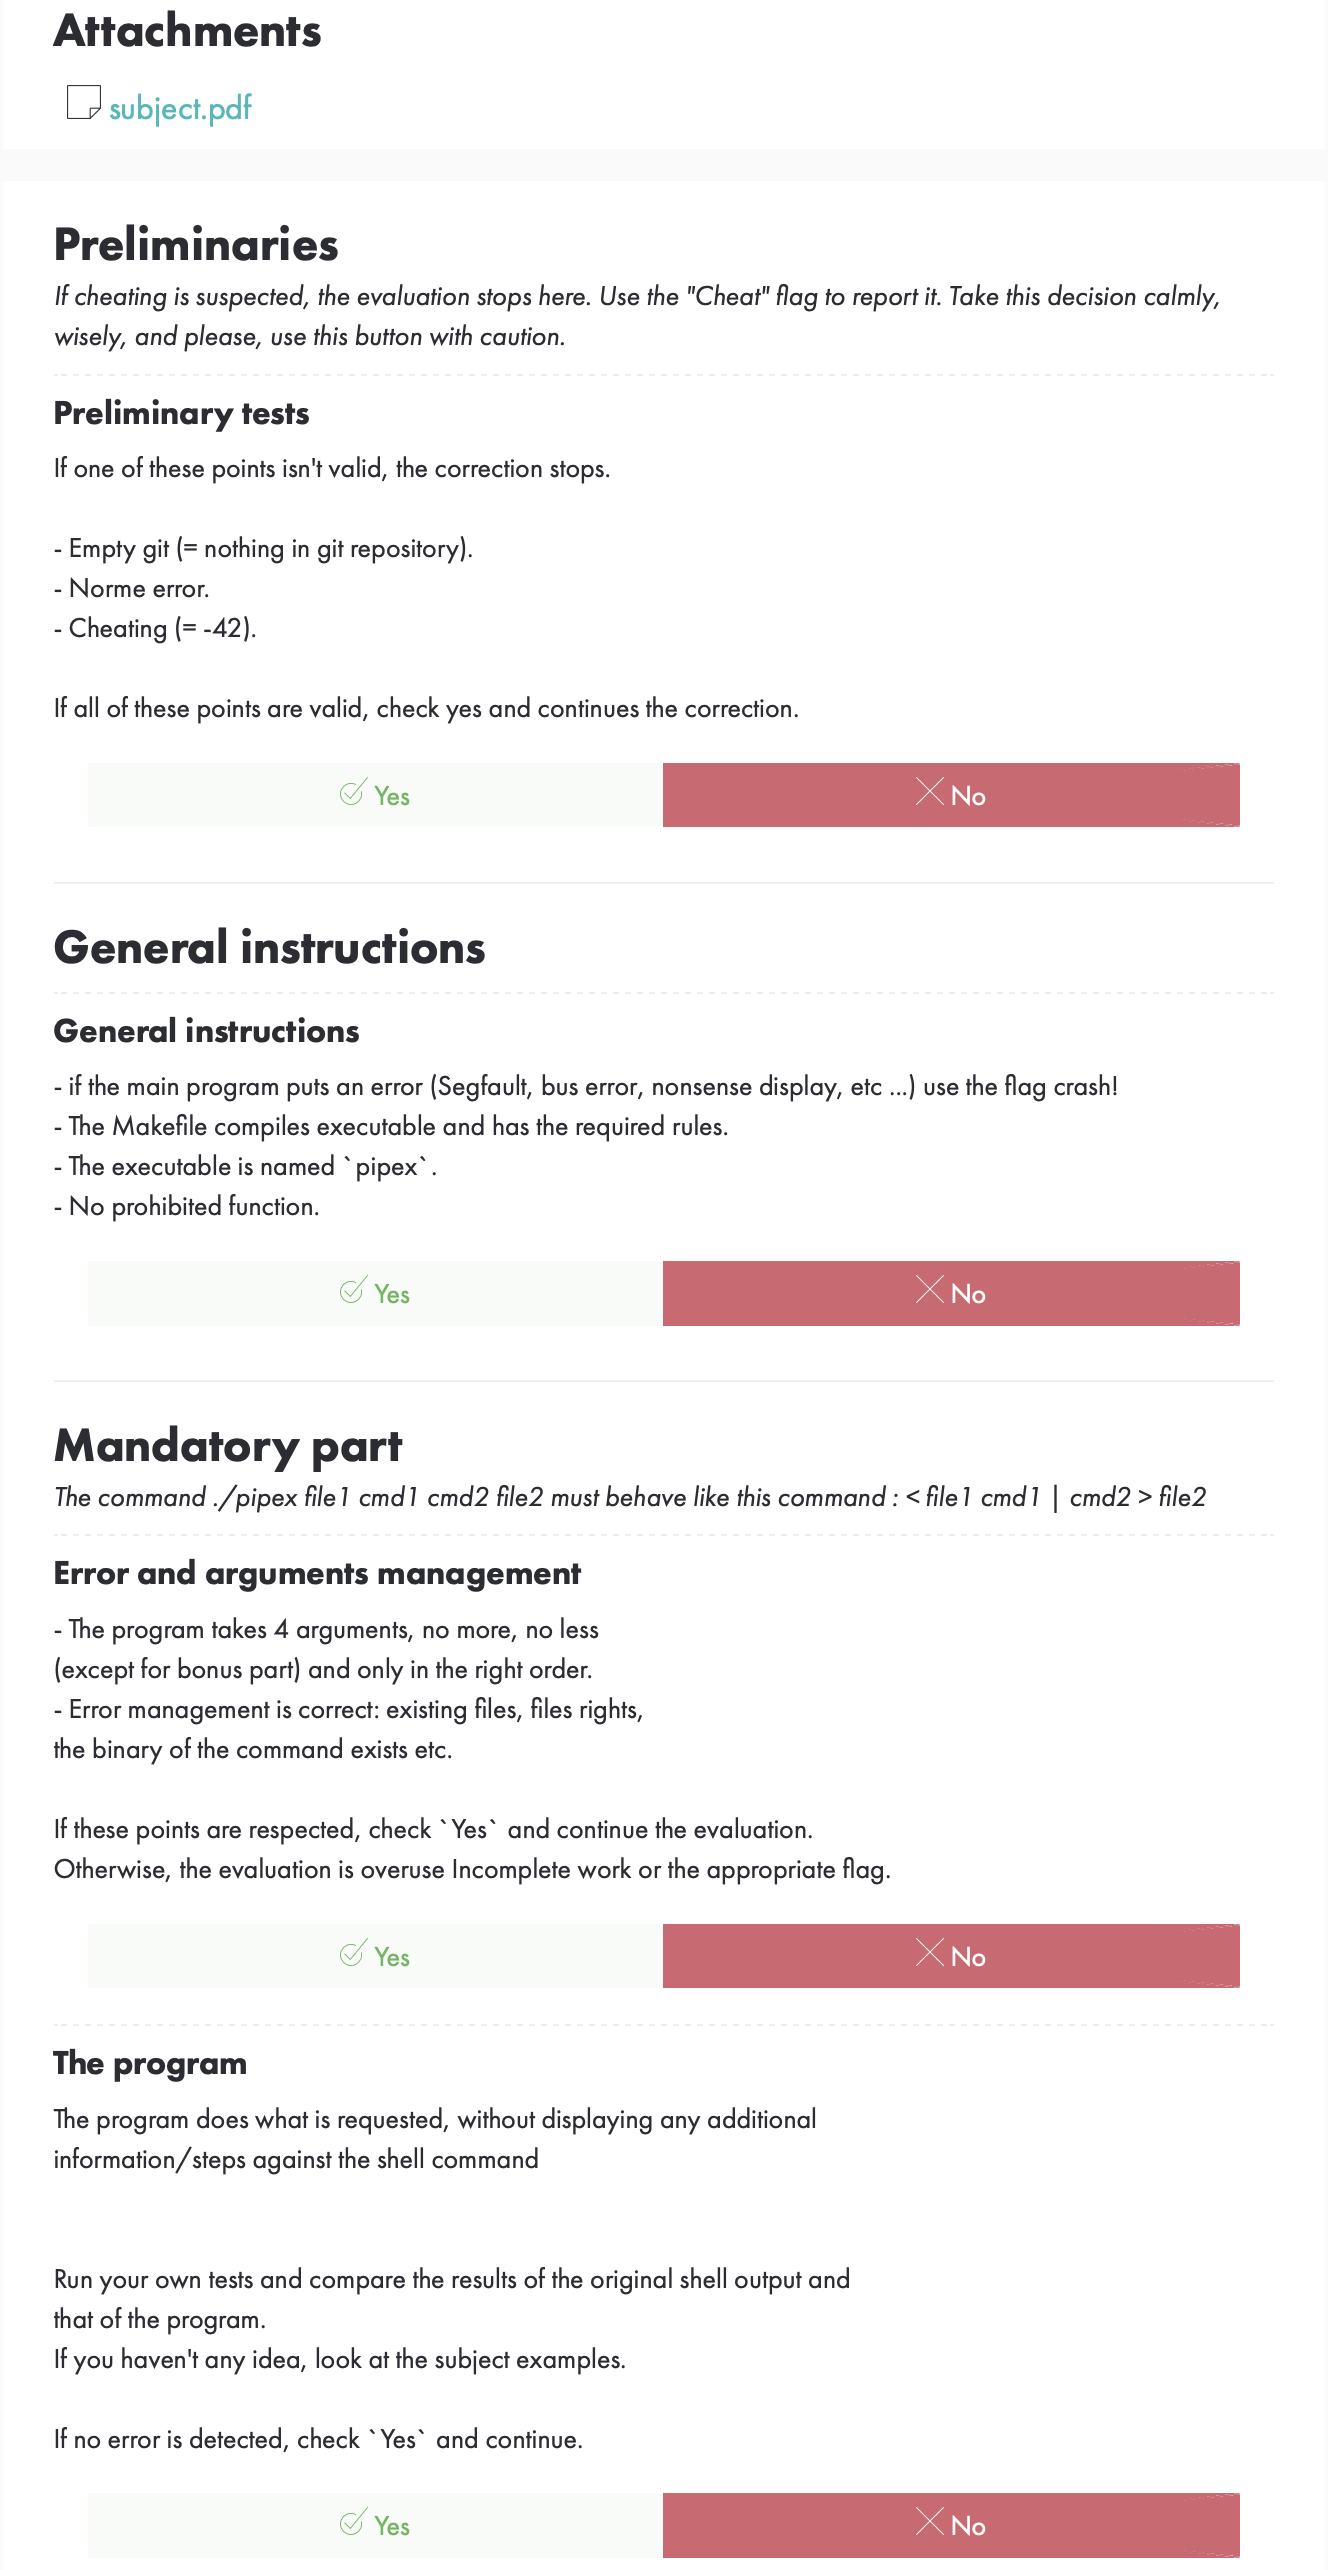 Attachments
subject.pdf
Preliminaries
If cheating is suspected, the evaluation stops here. Use the "Cheat" flag to report it. Take this decision calmly,
wisely, and please, use this button with caution.
Preliminary tests
If one of these points isn't valid, the correction stops.
- Empty git (= nothing in git repository).
- Norme error.
- Cheating (= -42).
If all of these points are valid, check yes and continues the correction.
Yes
No
General instructions
General instructions
- if the main program puts an error (Segfault, bus error, nonsense display, etc ...) use the flag crash!
- The Makefile compiles executable and has the required rules.
- The executable is named `pipex`.
- No prohibited function.
Yes
No
Mandatory part
The command ./pipex file1 cmd1 cmd2 file2 must behave like this command : < file1 cmd1 | cmd2 > file2
Error and arguments management
- The program takes 4 arguments, no more, no less
(except for bonus part) and only in the right order.
- Error management is correct: existing files, files rights,
the binary of the command exists etc.
If these points are respected, check `Yes` and continue the evaluation.
Otherwise, the evaluation is overuse Incomplete work or the appropriate flag.
Yes
No
The program
The program does what is requested, without displaying any additional
information/steps against the shell command
Run your own tests and compare the results of the original shell output and
that of the program.
If you haven't any idea, look at the subject examples.
If no error is detected, check `Yes` and continue.
Yes
No